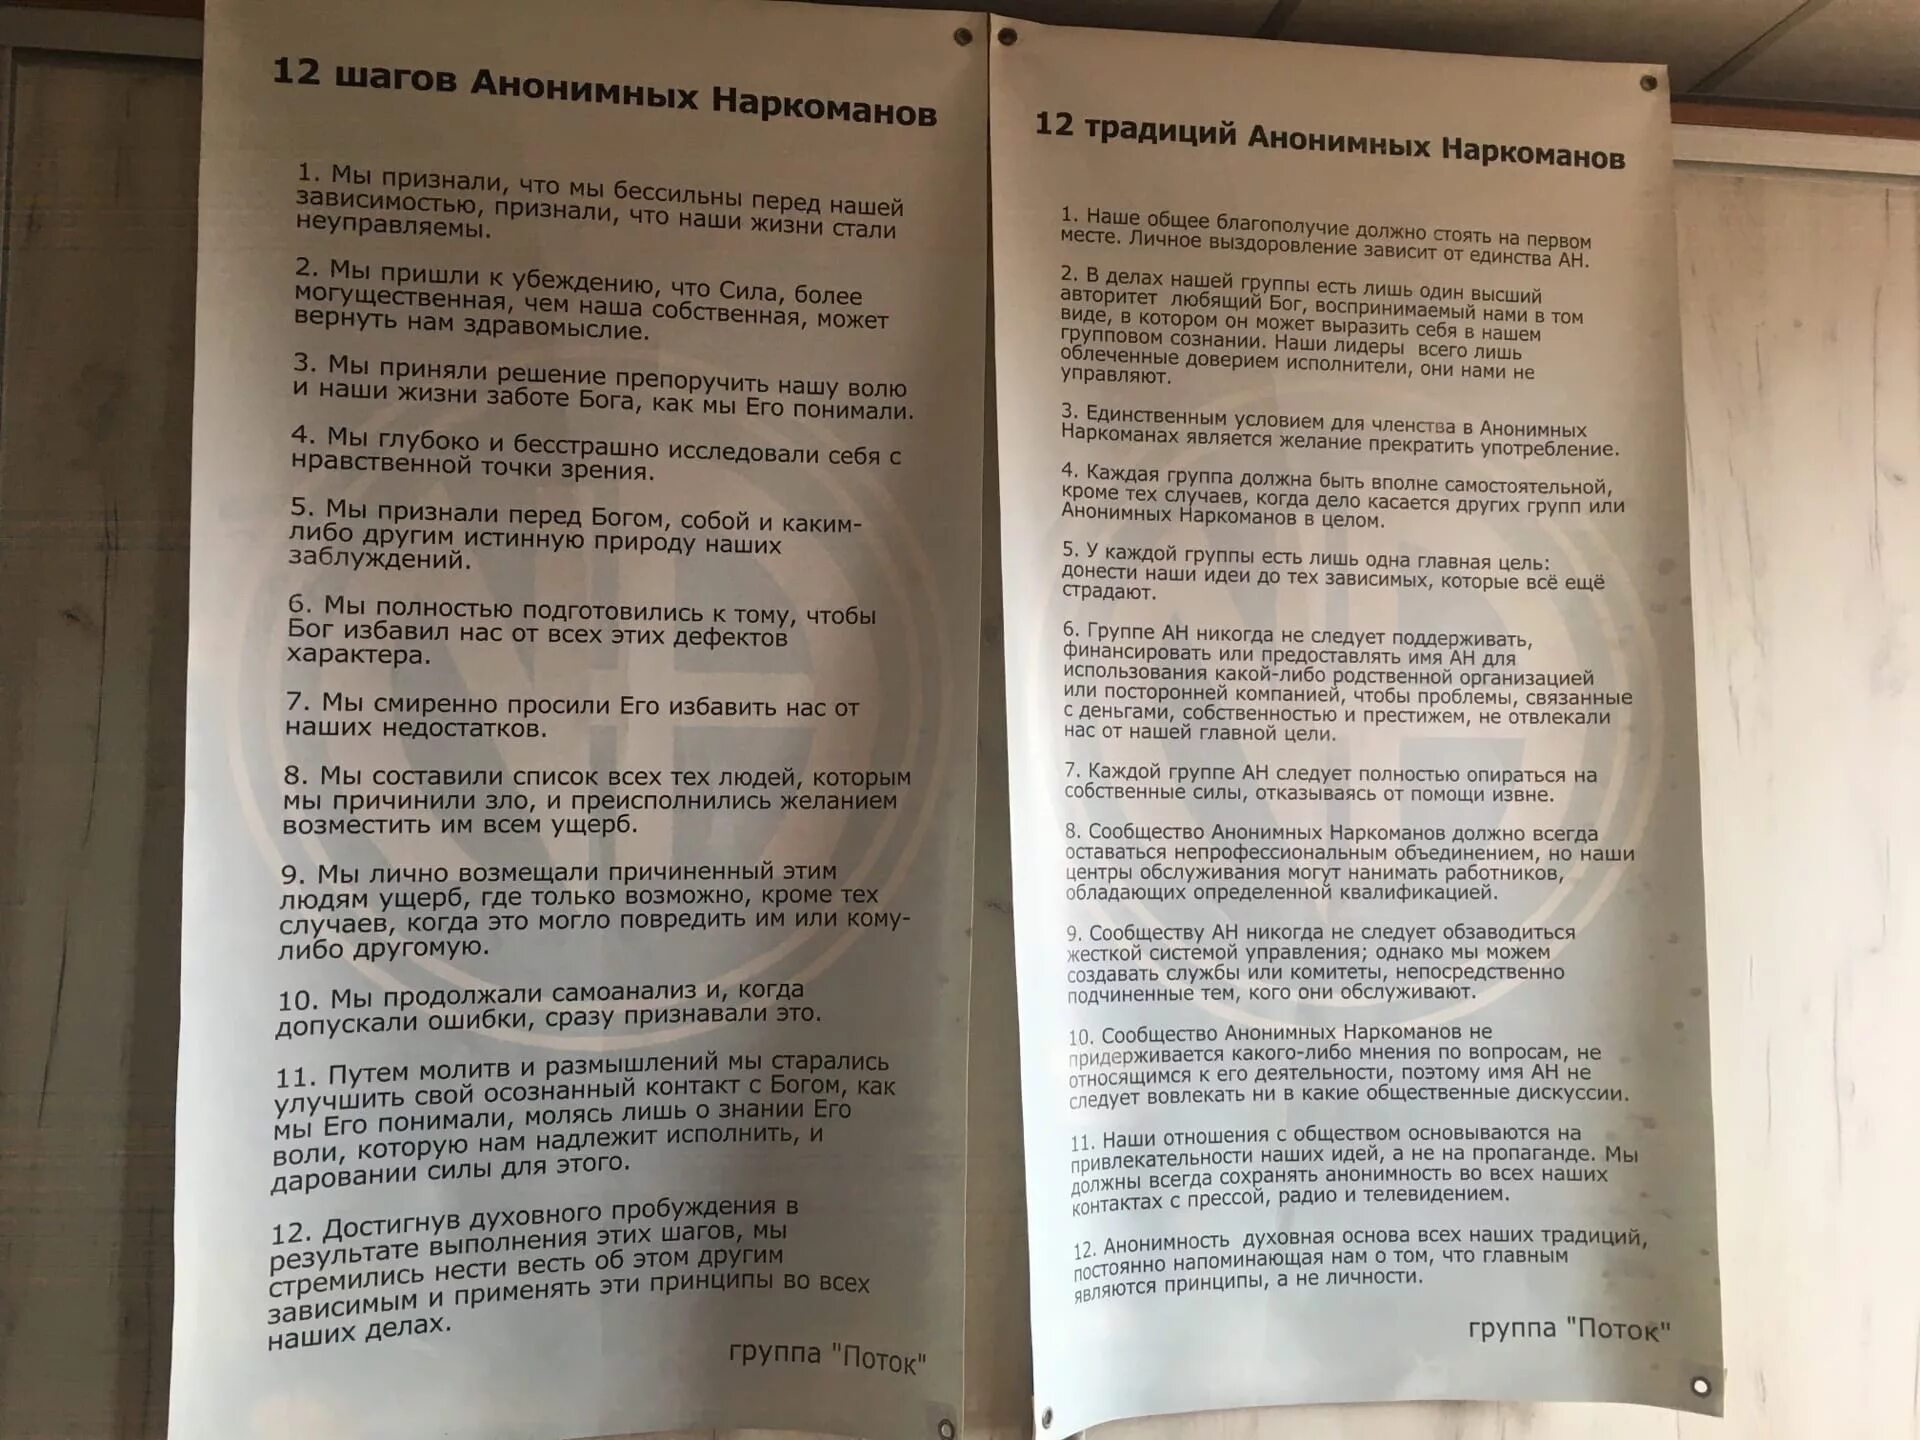 12 шагов Анонимных Наркоманов
1. Мы признали, что мы бессильны перед нашей
зависимостью, признали, что наши жизни стали
неуправляемы.
2. Мы пришли к убеждению, что Сила, более
могущественная, чем наша собственная, может
вернуть нам здравомыслие.
3. Мы приняли решение препоручить нашу волю
и наши жизни заботе Бога, как мы Его понимали.
4. Мы глубоко и бесстрашно исследовали себя с
нравственной точки зрения.
5. Мы признали перед Богом, собой и каким-
либо другим истинную природу наших
заблуждений.
6. Мы полностью подготовились к тому, чтобы
Бог избавил нас от всех этих дефектов
характера.
7. Мы смиренно просили Его избавить нас от
наших недостатков.
8. Мы составили список всех тех людей, которым
мы причинили зло, и преисполнились желанием
возместить им всем ущерб.
9. Мы лично возмещали причиненный этим
людям ущерб, где только возможно, кроме тех
случаев, когда это могло повредить им или кому-
либо другомую.
10. Мы продолжали самоанализ и, когда
допускали ошибки, сразу признавали это.
11. Путем молитв и размышлений мы старались
улучшить свой осознанный контакт с Богом, как
мы Его понимали, молясь лишь о знании Его
воли, которую нам надлежит исполнить, и
даровании силы для этого.
12. Достигнув духовного пробуждения в
результате выполнения этих шагов, мы
стремились нести весть об этом другим
зависимым и применять эти принципы во всех
наших делах.
группа "Поток"
12 традиций Анонимных Наркоманов
1. Наше общее благополучие должно стоять на первом
месте. Личное выздоровление зависит от единства АН.
2. В делах нашей группы есть лишь один высший
авторитет любящий Бог, воспринимаемый нами в том
виде, в котором он может выразить себя в нашем
групповом сознании. Наши лидеры всего лишь
облеченные доверием исполнители, они нами не
управляют.
3. Единственным условием для членства в Анонимных
Наркоманах является желание прекратить употребление.
4. Каждая группа должна быть вполне самостоятельной,
кроме тех случаев, когда дело касается других групп или
Анонимных Наркоманов в целом.
5. У каждой группы есть лишь одна главная цель:
донести наши идеи до тех зависимых, которые всё ещё
страдают.
6. Группе АН никогда не следует поддерживать,
финансировать или предоставлять имя АН для
использования какой-либо родственной организацией
или посторонней компанией, чтобы проблемы, связанные
с деньгами, собственностью и престижем, не отвлекали
нас от нашей главной цели.
7. Каждой группе АН следует полностью опираться на
собственные силы, отказываясь от помощи извне.
8. Сообщество Анонимных Наркоманов должно всегда
оставаться непрофессиональным объединением, но наши
центры обслуживания могут нанимать работников,
обладающих определенной квалификацией.
9. Сообществу АН никогда не следует обзаводиться
жесткой системой управления; однако мы можем
создавать службы или комитеты, непосредственно
подчиненные тем, кого они обслуживают.
10. Сообщество Анонимных Наркоманов не
придерживается какого-либо мнения по вопросам, не
относящимся к его деятельности, поэтому имя АН не
следует вовлекать ни в какие общественные дискуссии.
11. Наши отношения с обществом основываются на
привлекательности наших идей, а не на пропаганде. Мы
должны всегда сохранять анонимность во всех наших
контактах с прессой, радио и телевидением.
12. Анонимность духовная основа всех наших традиций,
постоянно напоминающая нам о том, что главным
являются принципы, а не личности.
группа "Поток"